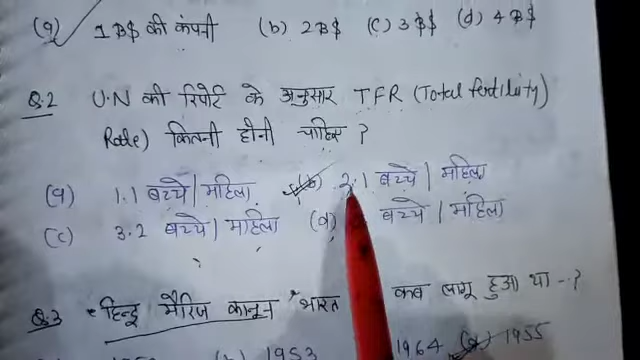 (a) 1 B$ की कंपनी (b) 2 B$ (c) 3 B$ (d) 4 B$
Q.2 U.N की रिपोर्ट के अनुसार TFR (Total fertility
Rate) कितनी होनी चाहिए ?
(a) 1.1 बच्चे | महिला (b) 2.1 बच्चे | महिला
(c) 3.2 बच्चे | महिला (d) बच्चे | महिला
Q.3 "हिन्दू मैरिज कानून" भारत कब लागू हुआ था - ?
(b) 1953 1964 (d) 1955